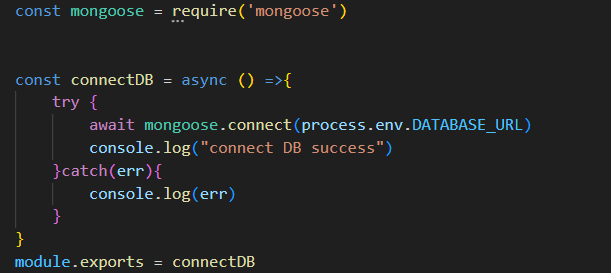 const mongoose = require('mongoose')
const connectDB = async () =>{
    try {
        await mongoose.connect(process.env.DATABASE_URL)
        console.log("connect DB success")
    }catch(err){
        console.log(err)
    }
}
module.exports = connectDB